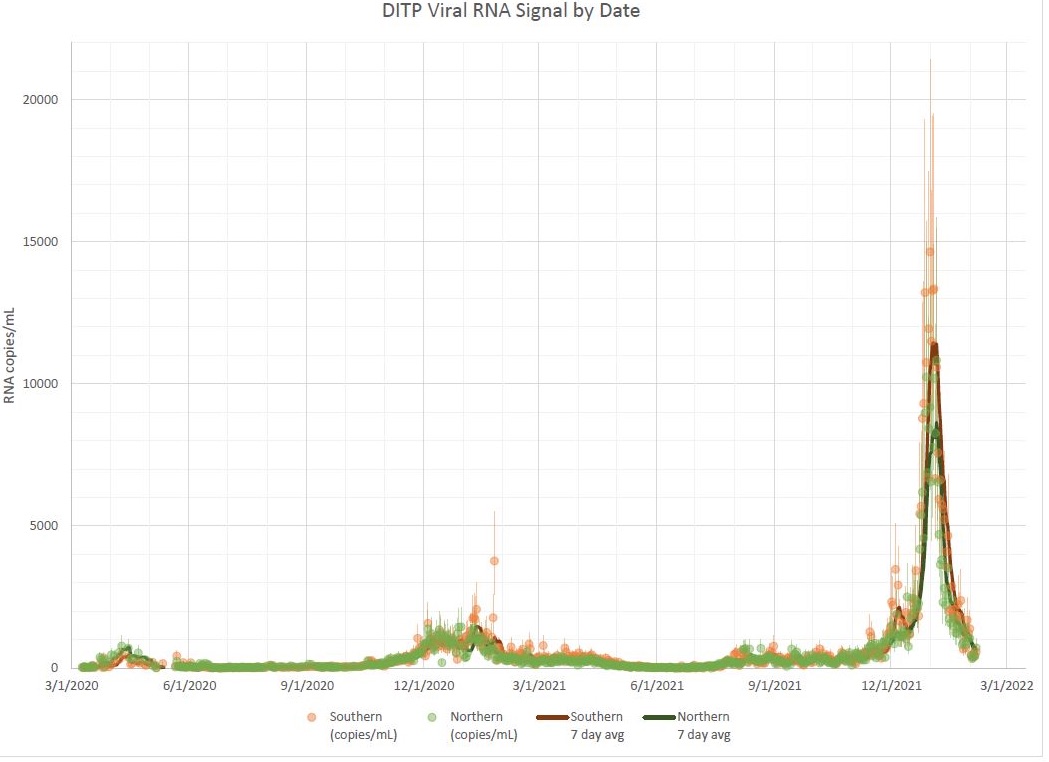 DITP Viral RNA Signal by Date
RNA copies/mL
20000
15000
10000
5000
0
3/1/2020 6/1/2020 9/1/2020 12/1/2020 3/1/2021 6/1/2021 9/1/2021 12/1/2021 3/1/2022
Southern Northern Southern Northern
(copies/mL) (copies/mL) 7 day avg 7 day avg